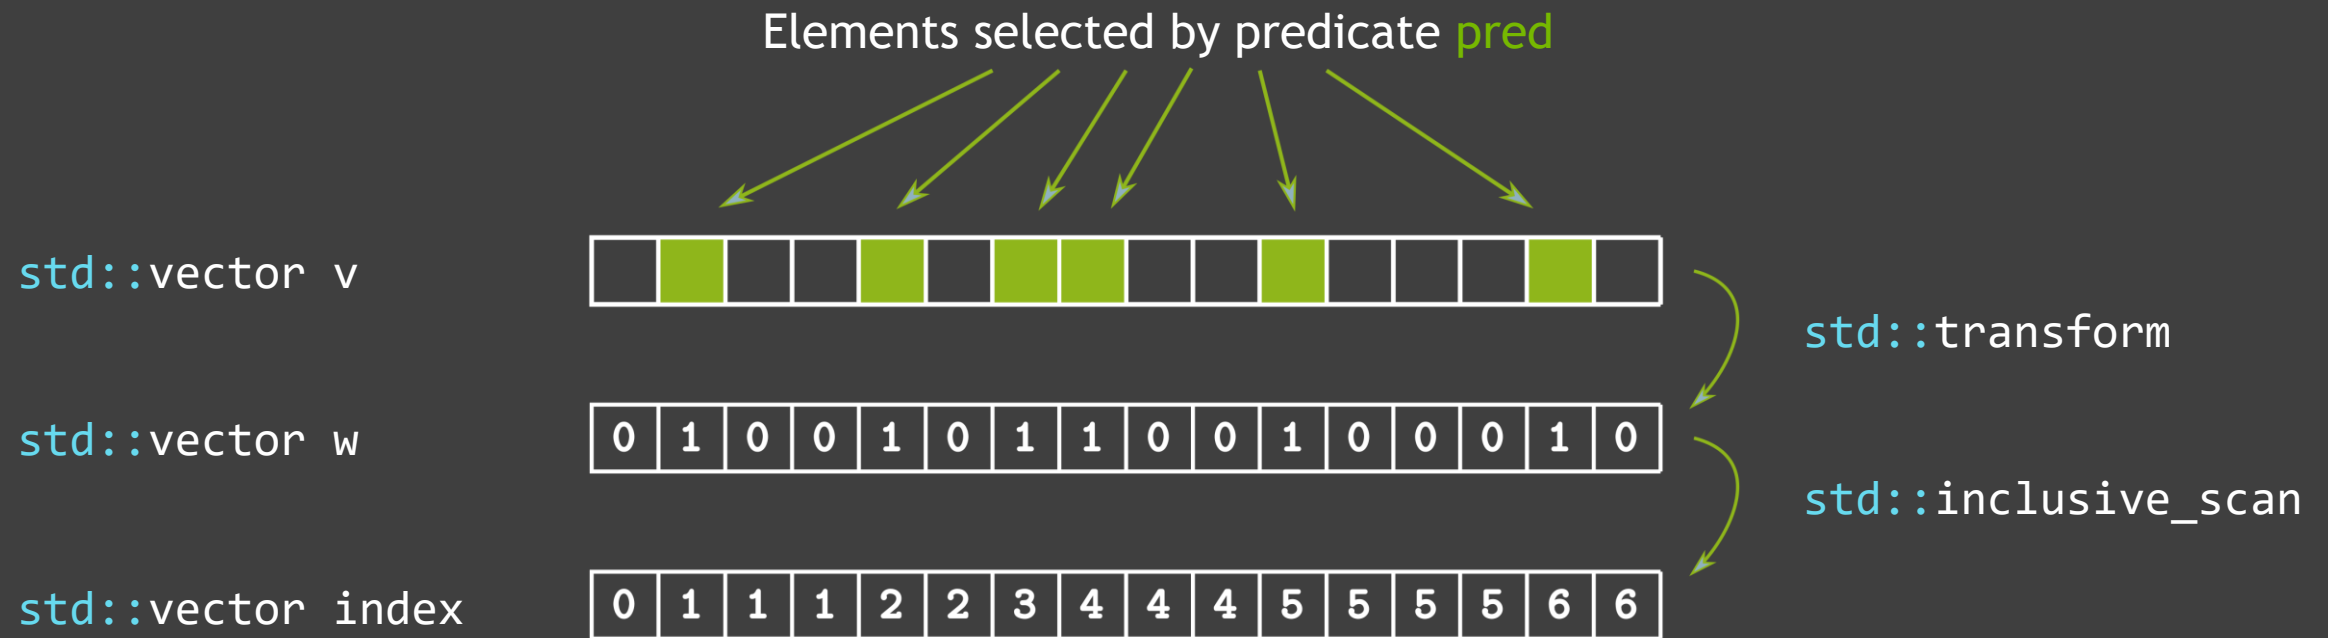 Elements selected by predicate pred
std::vector v
std::transform
std::vector w
0 1 0 0 1 0 1 1 0 0 1 0 0 0 1 0
std::inclusive_scan
std::vector index
0 1 1 1 2 2 3 4 4 4 5 5 5 5 6 6